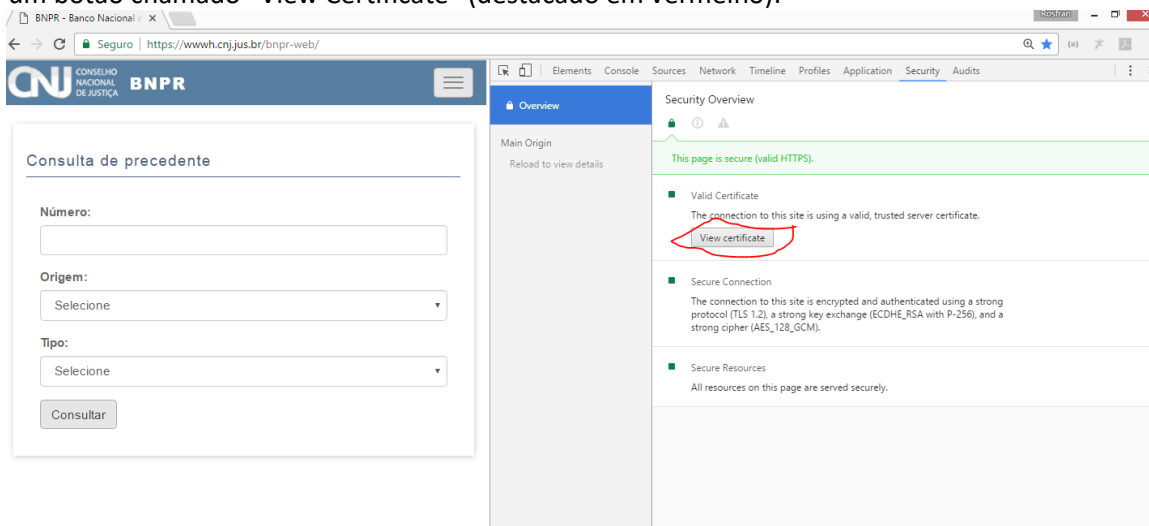 um botão chamado "View Certificate" (destacado em vermelho).
BNPR - Banco Nacional d
Rosfran
Seguro | https://wwwh.cnj.jus.br/bnpr-web/
CNJ CONSELHO NACIONAL DE JUSTIÇA BNPR
Consulta de precedente
Número:
Origem:
Selecione
Tipo:
Selecione
Consultar
Elements Console Sources Network Timeline Profiles Application Security Audits
Overview
Main Origin
Reload to view details
Security Overview
This page is secure (valid HTTPS).
Valid Certificate
The connection to this site is using a valid, trusted server certificate.
View certificate
Secure Connection
The connection to this site is encrypted and authenticated using a strong
protocol (TLS 1.2), a strong key exchange (ECDHE_RSA with P-256), and a
strong cipher (AES_128_GCM).
Secure Resources
All resources on this page are served securely.